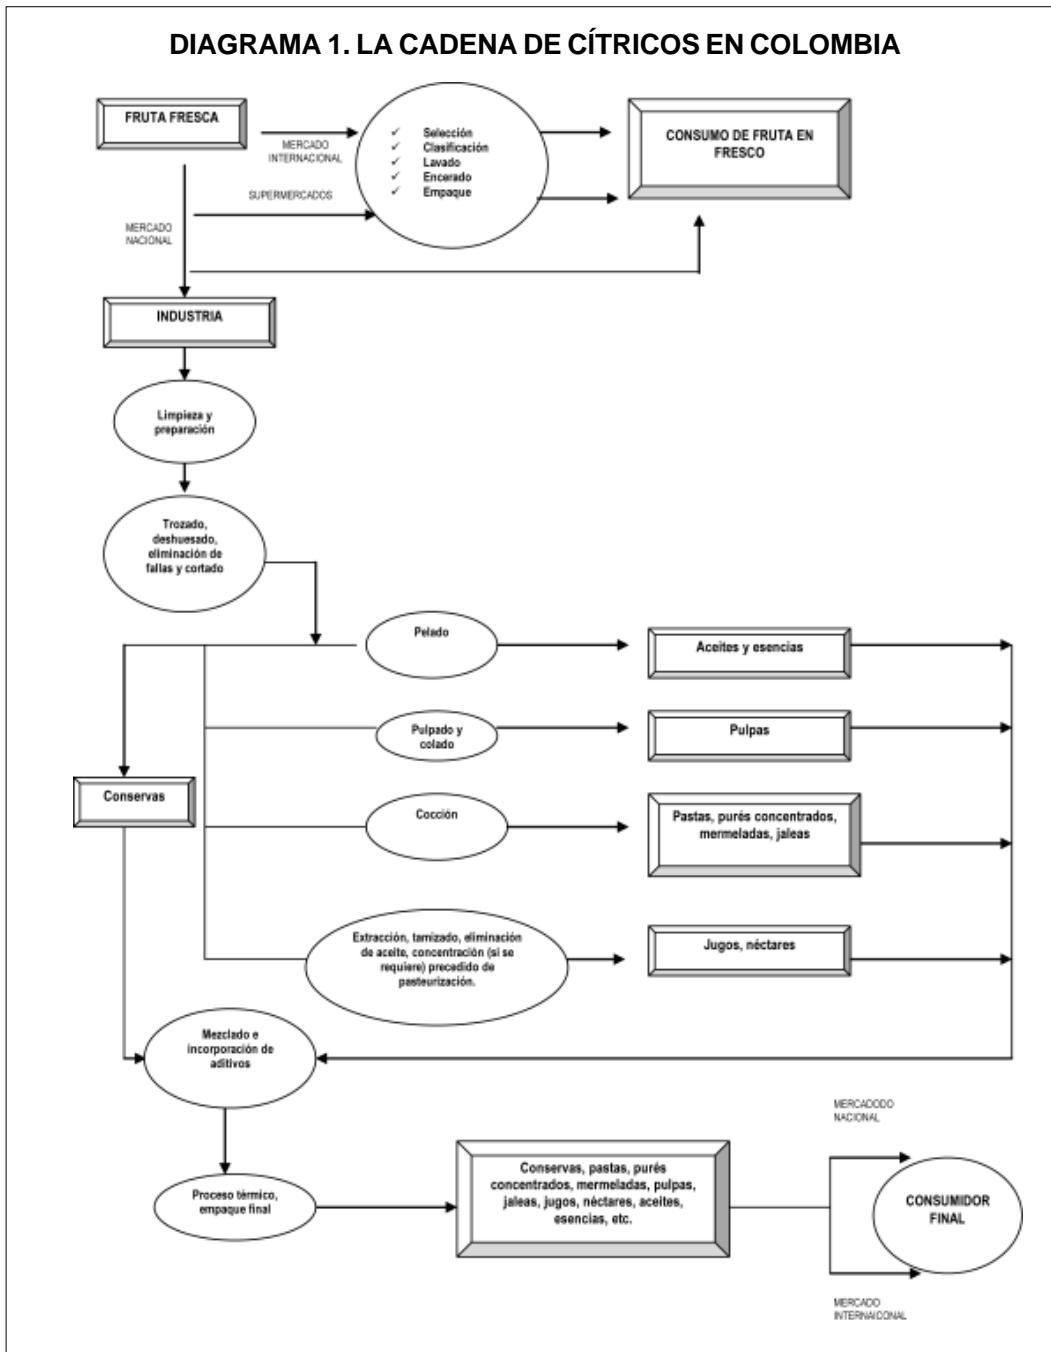 DIAGRAMA 1. LA CADENA DE CÍTRICOS EN COLOMBIA
FRUTA FRESCA
MERCADO
INTERNACIONAL
✓ Selección
✓ Clasificación
✓ Lavado
✓ Encerado
✓ Empaque
CONSUMO DE FRUTA EN
FRESCO
SUPERMERCADOS
MERCADO
NACIONAL
INDUSTRIA
Limpieza y
preparación
Trozado,
deshuesado,
eliminación de
fallas y cortado
Pelado
Aceites y esencias
Pulpado y
colado
Pulpas
Conservas
Cocción
Pastas, purés concentrados,
mermeladas, jaleas
Extracción, tamizado, eliminación
de aceite, concentración (si se
requiere) precedido de
pasteurización.
Jugos, néctares
Mezclado e
incorporación de
aditivos
Proceso térmico,
empaque final
Conservas, pastas, purés
concentrados, mermeladas, pulpas,
jaleas, jugos, néctares, aceites,
esencias, etc.
MERCADODO
NACIONAL
CONSUMIDOR
FINAL
MERCADO
INTERNAICONAL